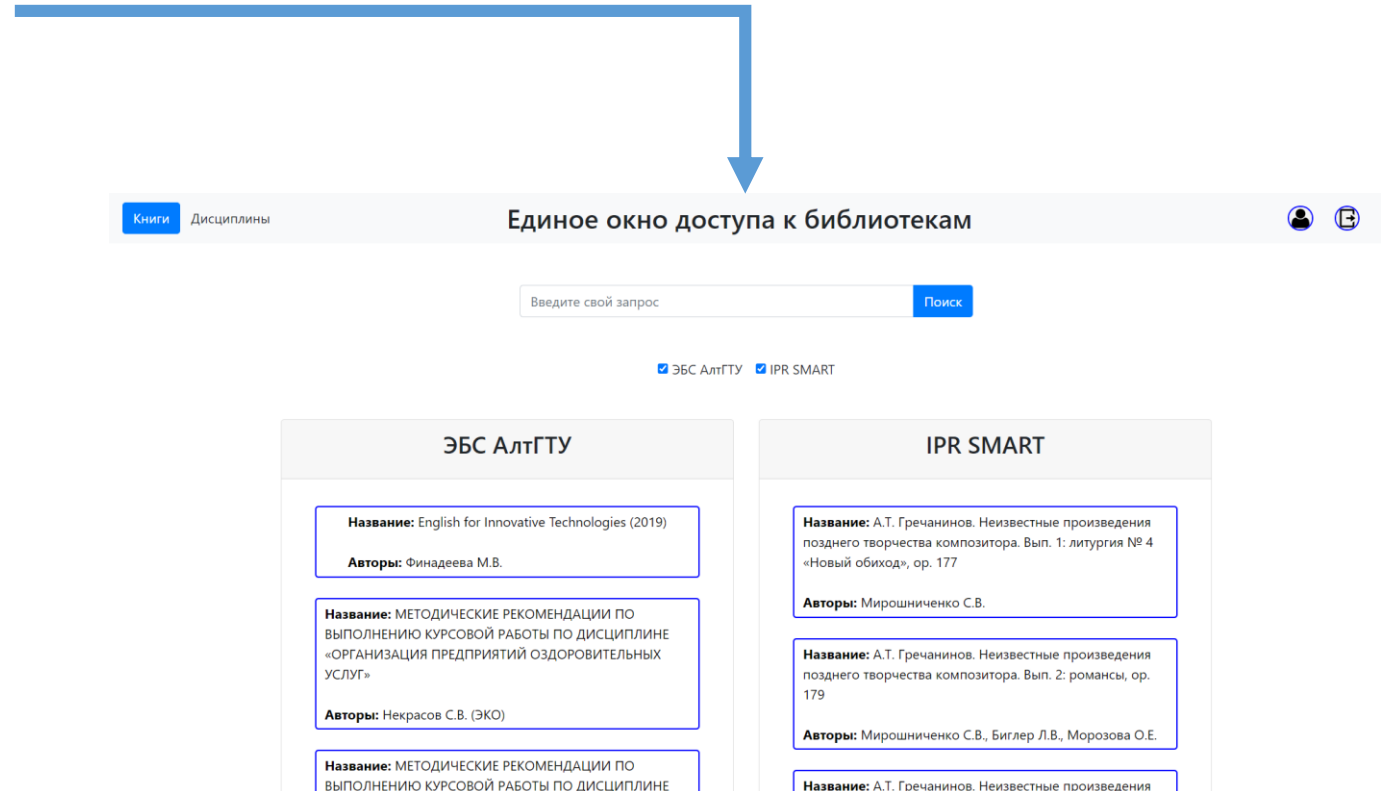 Книги Дисциплины Единое окно доступа к библиотекам
Введите свой запрос Поиск
ЭБС АлтГТУ IPR SMART
ЭБС АлтГТУ
Название: English for Innovative Technologies (2019)
Авторы: Финадеева М.В.
Название: МЕТОДИЧЕСКИЕ РЕКОМЕНДАЦИИ ПО
ВЫПОЛНЕНИЮ КУРСОВОЙ РАБОТЫ ПО ДИСЦИПЛИНЕ
«ОРГАНИЗАЦИЯ ПРЕДПРИЯТИЙ ОЗДОРОВИТЕЛЬНЫХ
УСЛУГ»
Авторы: Некрасов С.В. (ЭКО)
Название: МЕТОДИЧЕСКИЕ РЕКОМЕНДАЦИИ ПО
ВЫПОЛНЕНИЮ КУРСОВОЙ РАБОТЫ ПО ДИСЦИПЛИНЕ
IPR SMART
Название: А.Т. Гречанинов. Неизвестные произведения
позднего творчества композитора. Вып. 1: литургия № 4
«Новый обиход», ор. 177
Авторы: Мирошниченко С.В.
Название: А.Т. Гречанинов. Неизвестные произведения
позднего творчества композитора. Вып. 2: романсы, ор.
179
Авторы: Мирошниченко С.В., Биглер Л.В., Морозова О.Е.
Название: А.Т. Гречанинов. Неизвестные произведения